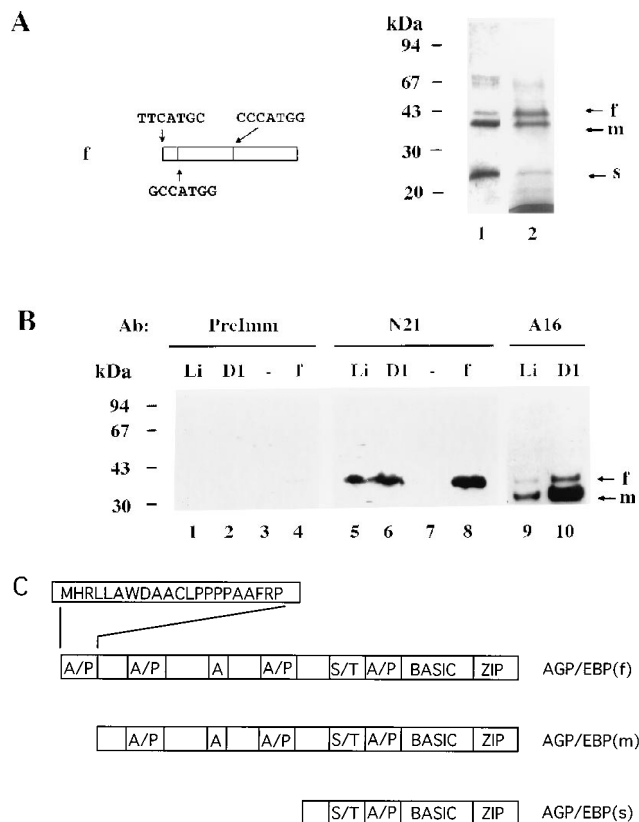 A
kDa
94
67
43
30
20
f
m
s
1 2
TTCATGC CCCATGG
f
GCCATGG
B
Ab: PreImm N21 A16
kDa Li D1 - f Li D1 - f Li D1
94
67
43
30
f
m
1 2 3 4 5 6 7 8 9 10
C
MHRLLAWDAACLPPPPAAFRP
A/P A/P A A/P S/T A/P BASIC ZIP AGP/EBP(f)
A/P A A/P S/T A/P BASIC ZIP AGP/EBP(m)
S/T A/P BASIC ZIP AGP/EBP(s)